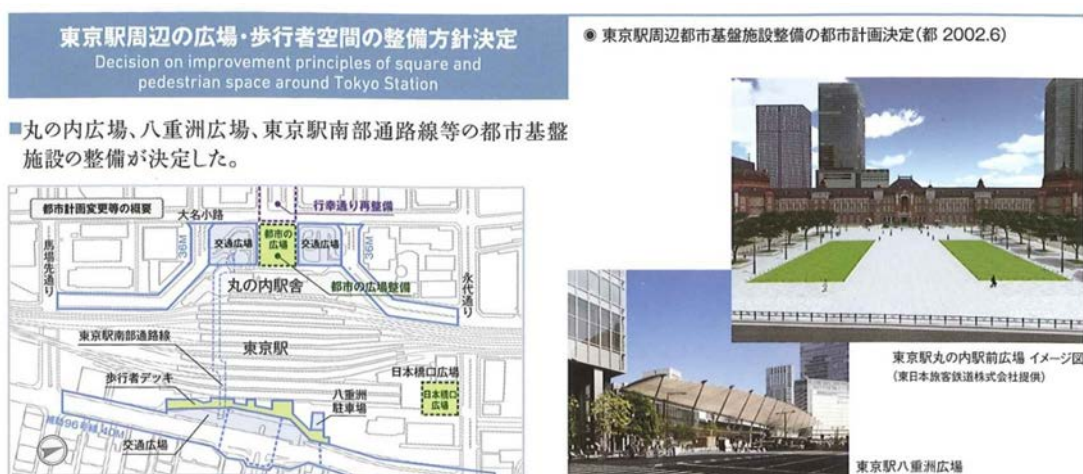 東京駅周辺の広場・歩行者空間の整備方針決定
Decision on improvement principles of square and
pedestrian space around Tokyo Station
■丸の内広場、八重洲広場、東京駅南部通路線等の都市基盤
施設の整備が決定した。
都市計画変更等の概要
大名小路
行幸通り再整備
馬場先通り
36M
交通広場
都市の
広場
交通広場
36M
永代通り
丸の内駅舎
都市の広場整備
東京駅南部通路線
東京駅
歩行者デッキ
八重洲
駐車場
日本橋口広場
日本橋口
広場
交通広場
◉ 東京駅周辺都市基盤施設整備の都市計画決定(都 2002.6)
東京駅丸の内駅前広場 イメージ図
(東日本旅客鉄道株式会社提供)
東京駅八重洲広場